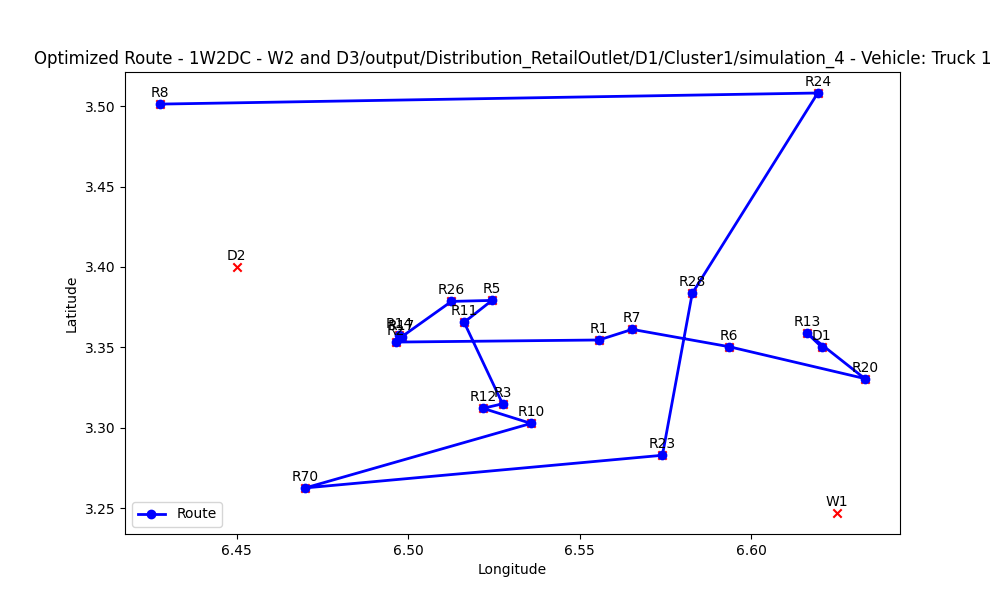 Optimized Route - 1W2DC - W2 and D3/output/Distribution_RetailOutlet/D1/Cluster1/simulation_4 - Vehicle: Truck 1
R8
R24
3.50
3.45
D2
3.40
R28
R26
R5
R11
R14
R17
R13
R7
R1
R6
D1
3.35
R20
R3
R12
R10
3.30
R23
R70
W1
3.25
Route
6.45
6.50
6.55
6.60
Latitude
Longitude